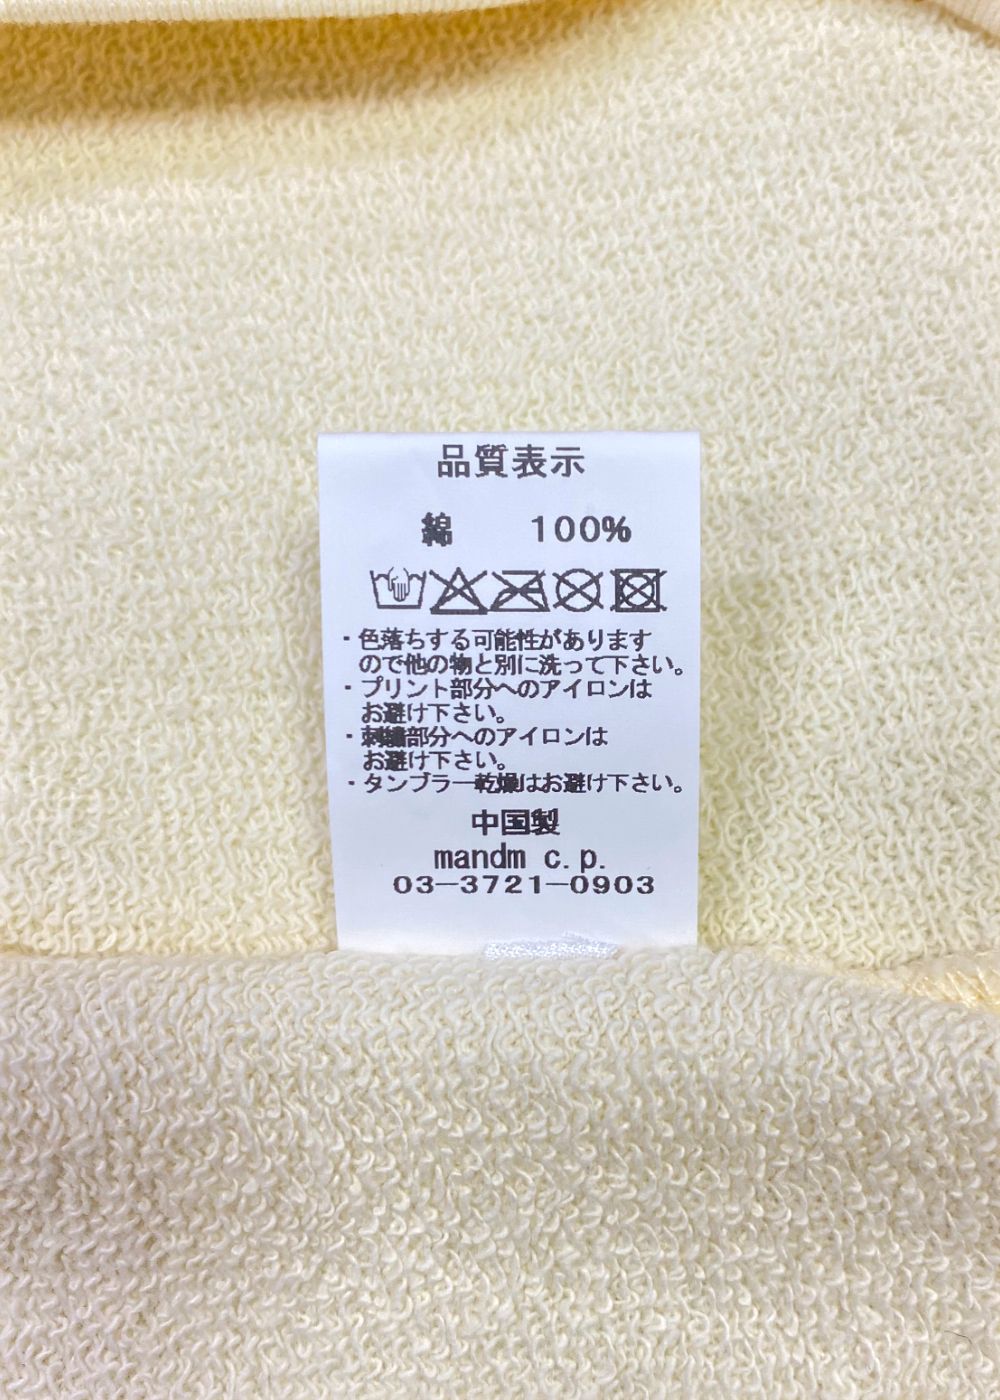 品質表示
綿 100%
・色落ちする可能性があります
ので他の物と別に洗って下さい。
・プリント部分へのアイロンは
お避け下さい。
・刺繍部分へのアイロンは
お避け下さい。
・タンブラー乾燥はお避け下さい。
中国製
mandm c.p.
03-3721-0903